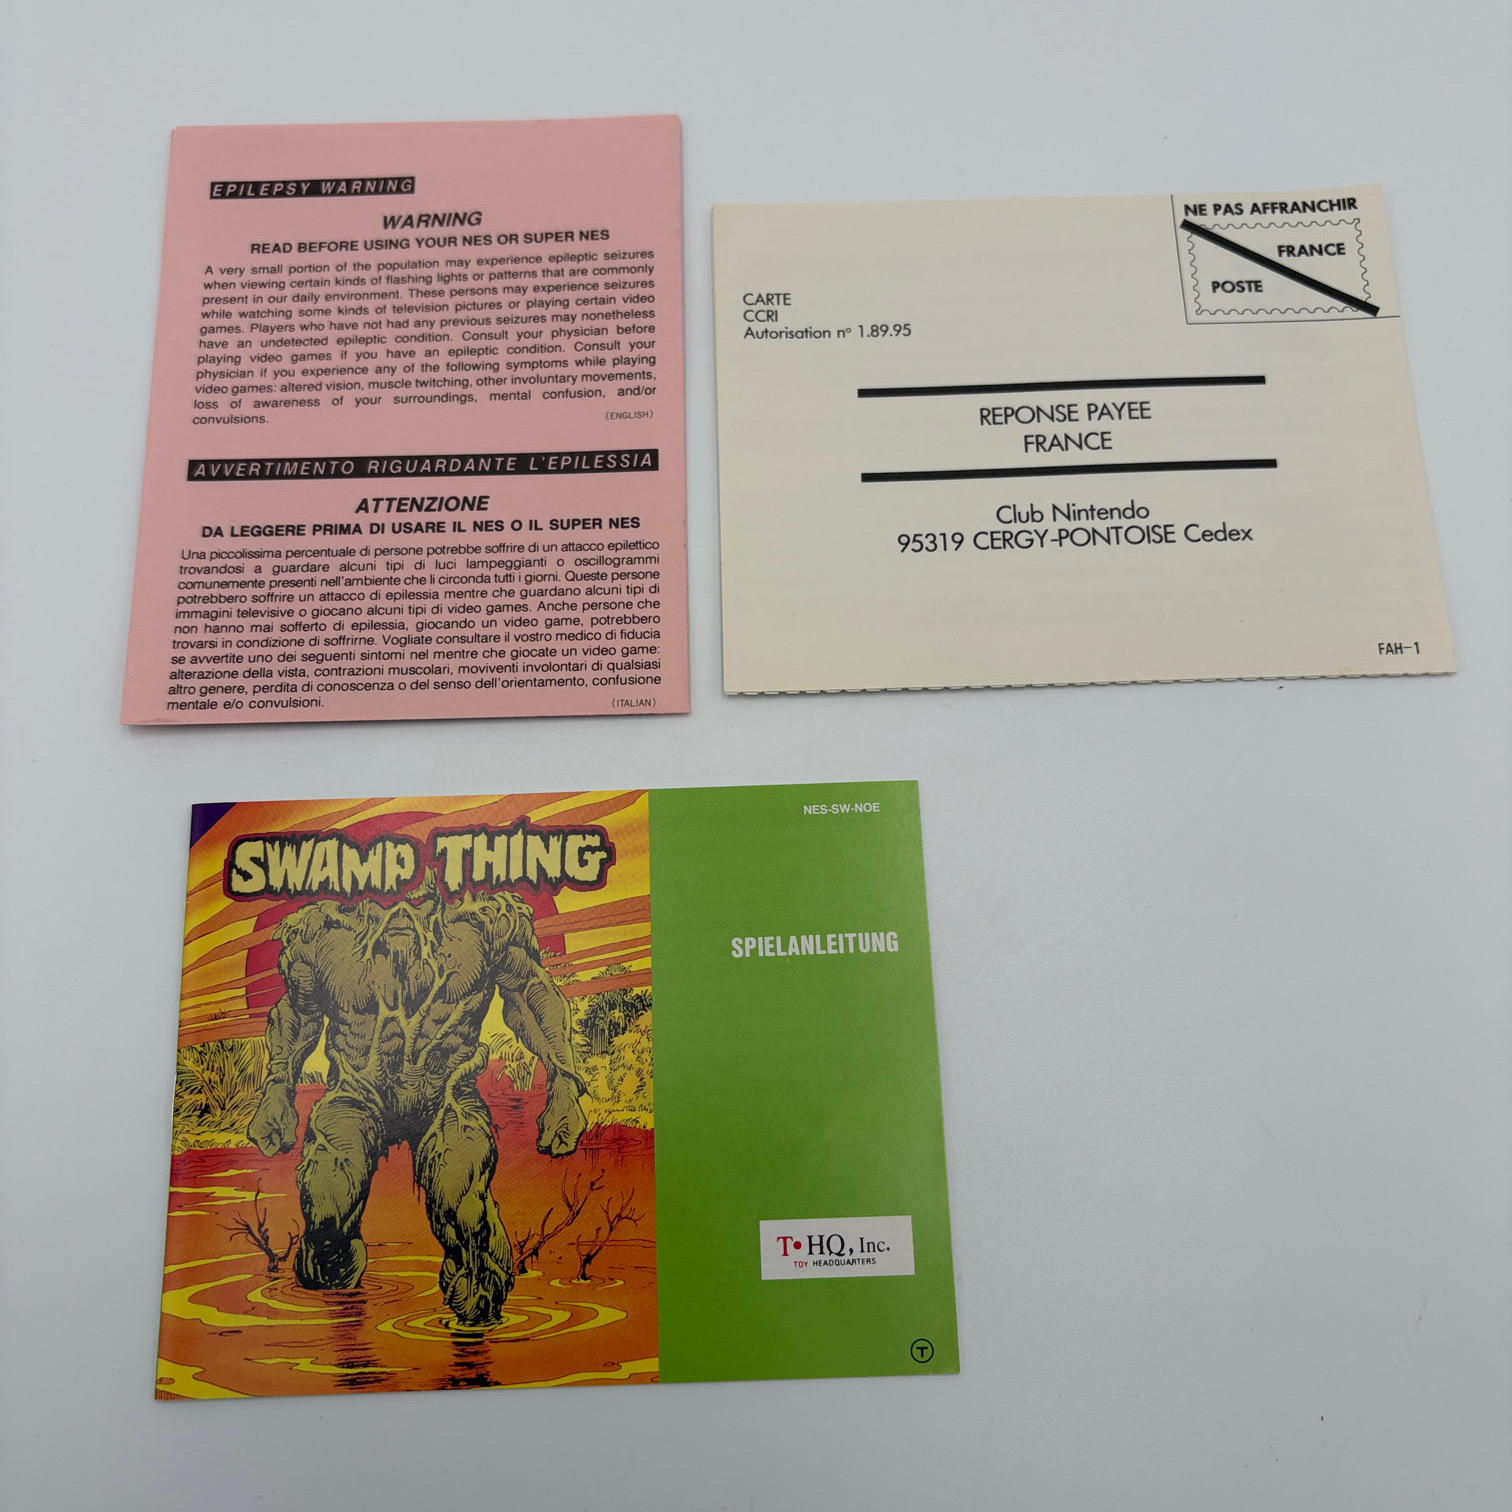 EPILEPSY WARNING
WARNING
READ BEFORE USING YOUR NES OR SUPER NES
A very small portion of the population may experience epileptic seizures
when viewing certain kinds of flashing lights or patterns that are commonly
present in our daily environment. These persons may experience seizures
while watching some kinds of television pictures or playing certain video
games. Players who have not had any previous seizures may nonetheless
have an undetected epileptic condition. Consult your physician before
playing video games if you have an epileptic condition. Consult your
physician if you experience any of the following symptoms while playing
video games: altered vision, muscle twitching, other involuntary movements,
loss of awareness of your surroundings, mental confusion, and/or
convulsions.
(ENGLISH)
AVVERTIMENTO RIGUARDANTE L'EPILESSIA
ATTENZIONE
DA LEGGERE PRIMA DI USARE IL NES O IL SUPER NES
Una piccolissima percentuale di persone potrebbe soffrire di un attacco epilettico
trovandosi a guardare alcuni tipi di luci lampeggianti o oscillogrammi
comunemente presenti nell'ambiente che li circonda tutti i giorni. Queste persone
potrebbero soffrire un attacco di epilessia mentre che guardano alcuni tipi di
immagini televisive o giocano alcuni tipi di video games. Anche persone che
non hanno mai sofferto di epilessia, giocando un video game, potrebbero
trovarsi in condizione di soffrirne. Vogliate consultare il vostro medico di fiducia
se avvertite uno dei seguenti sintomi nel mentre che giocate un video game:
alterazione della vista, contrazioni muscolari, moviventi involontari di qualsiasi
altro genere, perdita di conoscenza o del senso dell'orientamento, confusione
mentale e/o convulsioni.
(ITALIAN)
NE PAS AFFRANCHIR
FRANCE
POSTE
CARTE
CCRI
Autorisation nº 1.89.95
REPONSE PAYEE
FRANCE
Club Nintendo
95319 CERGY-PONTOISE Cedex
FAH-1
SWAMP THING
NES-SW-NOE
SPIELANLEITUNG
T•HQ, Inc.
TOY HEADQUARTERS
T